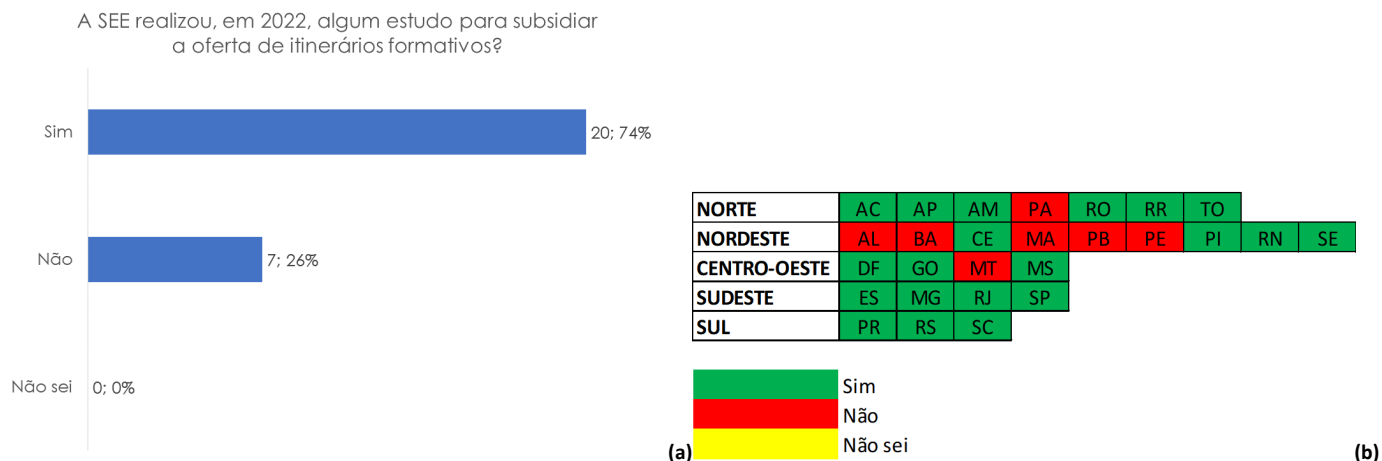 A SEE realizou, em 2022, algum estudo para subsidiar
a oferta de itinerários formativos?
Sim
20; 74%
Não
7; 26%
Não sei
0; 0%
(a)
NORTE AC AP AM PA RO RR TO
NORDESTE AL BA CE MA PB PE PI RN SE
CENTRO-OESTE DF GO MT MS
SUDESTE ES MG RJ SP
SUL PR RS SC
Sim
Não
Não sei
(b)